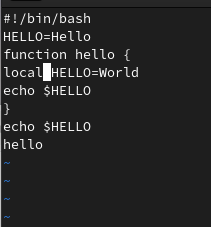 #!/bin/bash
HELLO=Hello
function hello {
local HELLO=World
echo $HELLO
}
echo $HELLO
hello
~
~
~
~